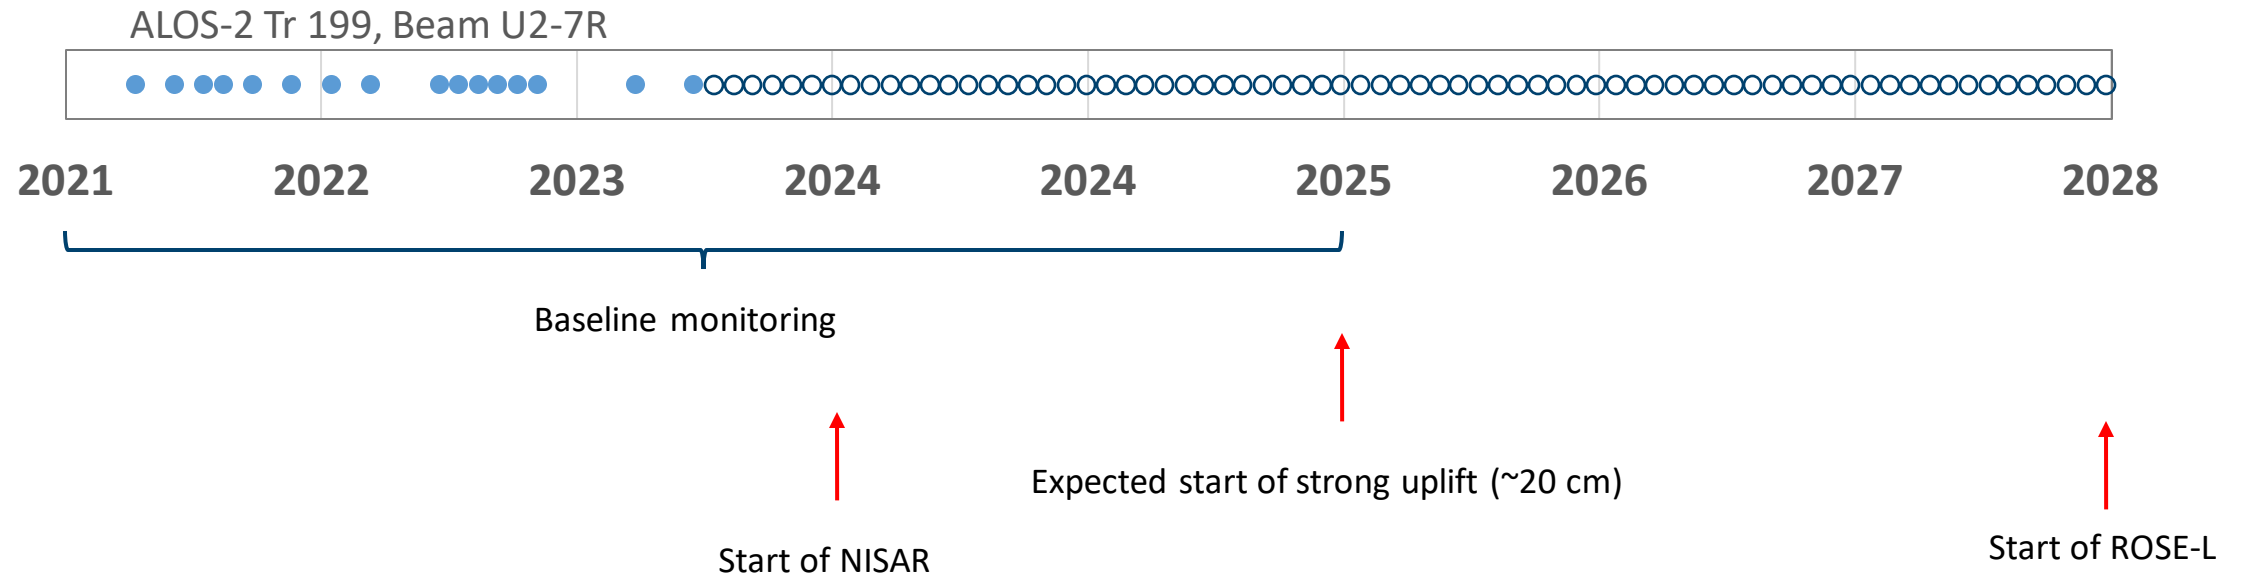 ALOS-2 Tr 199, Beam U2-7R
2021 2022 2023 2024 2024 2025 2026 2027 2028
Baseline monitoring
Expected start of strong uplift (~20 cm)
Start of NISAR
Start of ROSE-L